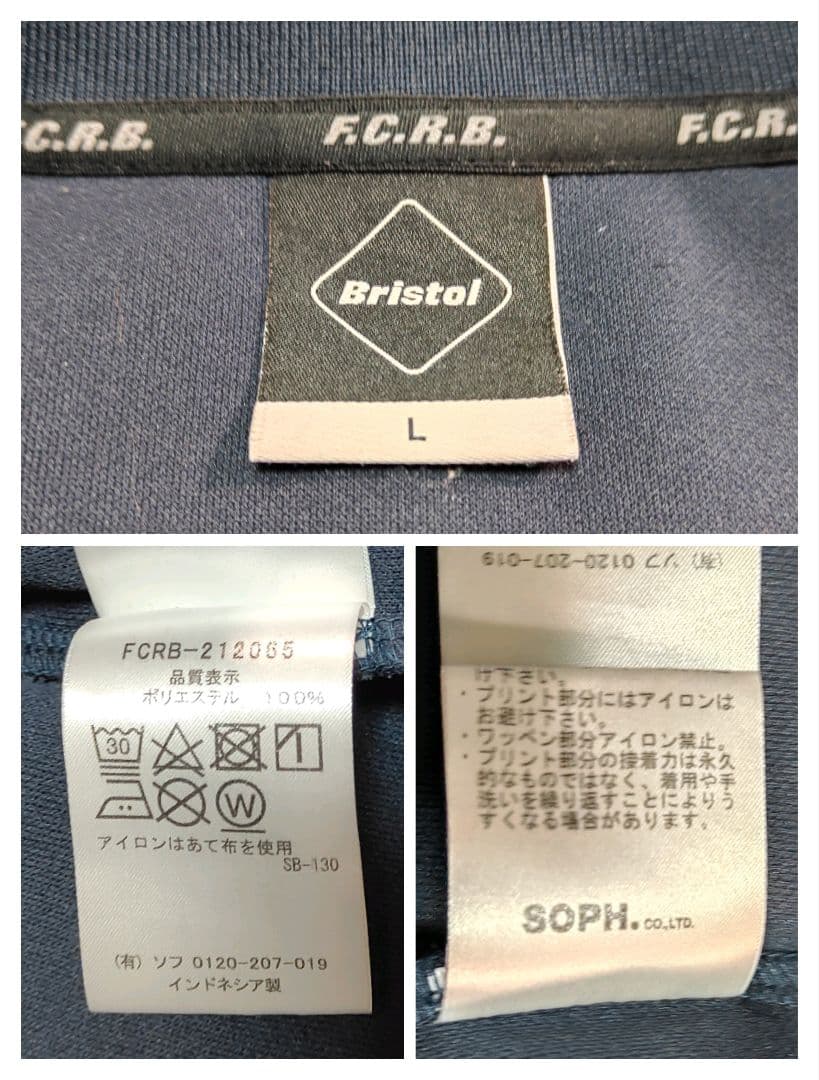 F.C.R.B.
F.C.R.B.
F.C.R.
Bristol
L
FCRB-212065
品質表示
ポリエステル 100%
30
W
アイロンはあて布を使用
SB-130
(有) ソフ 0120-207-019
インドネシア製
(有) ソフ 0120-207-019
け下さい。
・プリント部分にはアイロンは
お避け下さい。
・ワッペン部分アイロン禁止。
・プリント部分の接着力は永久
的なものではなく、着用や手
洗いを繰り返すことによりう
すくなる場合があります。
SOPH. CO.,LTD.